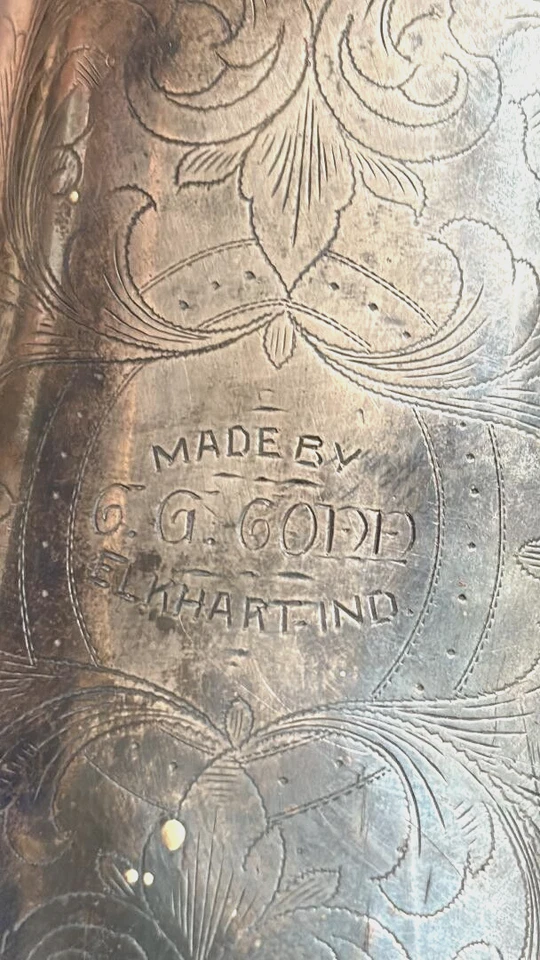 MADE BY
C. G. CONN
ELKHART. IND.